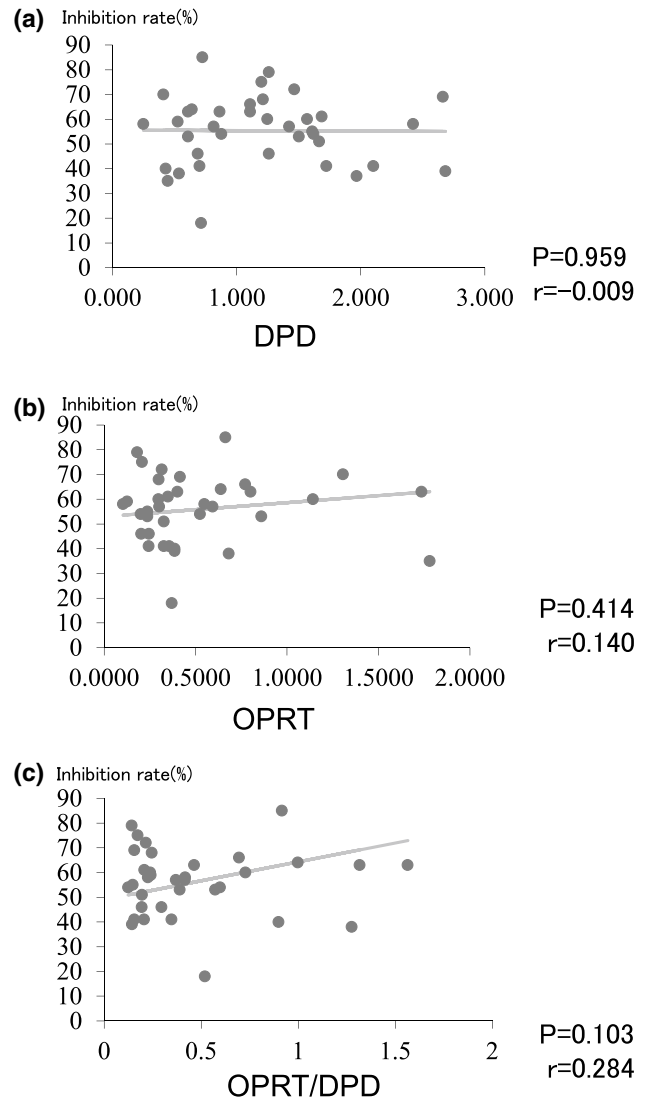 (a) Inhibition rate(%)
90
80
70
60
50
40
30
20
10
0
0.000 1.000 2.000 3.000
DPD
P=0.959
r=−0.009
(b) Inhibition rate(%)
90
80
70
60
50
40
30
20
10
0
0.0000 0.5000 1.0000 1.5000 2.0000
OPRT
P=0.414
r=0.140
(c) Inhibition rate(%)
90
80
70
60
50
40
30
20
10
0
0 0.5 1 1.5 2
OPRT/DPD
P=0.103
r=0.284